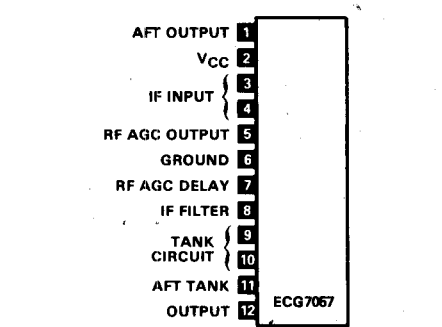 AFT OUTPUT 1
VCC 2
3
IF INPUT
4
RF AGC OUTPUT 5
GROUND 6
RF AGC DELAY 7
IF FILTER 8
TANK 9
CIRCUIT 10
AFT TANK 11
OUTPUT 12
ECG7057